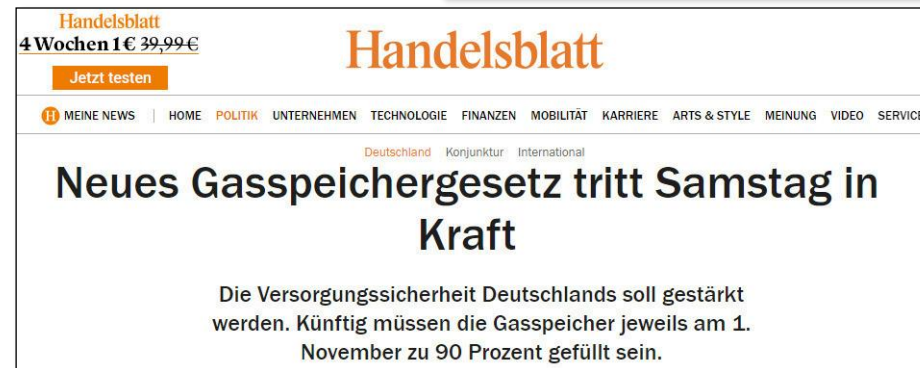 Handelsblatt
4 Wochen 1 € 39,99 €
Jetzt testen
Handelsblatt
H MEINE NEWS | HOME POLITIK UNTERNEHMEN TECHNOLOGIE FINANZEN MOBILITÄT KARRIERE ARTS & STYLE MEINUNG VIDEO SERVICE
Deutschland Konjunktur International
Neues Gasspeichergesetz tritt Samstag in
Kraft
Die Versorgungssicherheit Deutschlands soll gestärkt
werden. Künftig müssen die Gasspeicher jeweils am 1.
November zu 90 Prozent gefüllt sein.